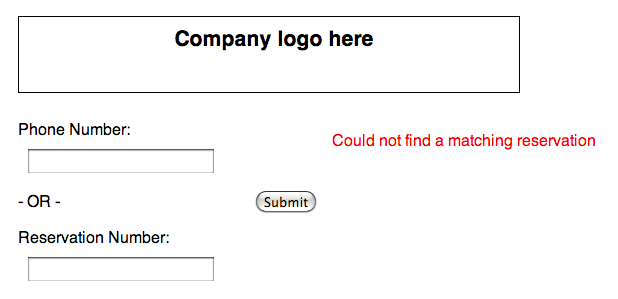 Company logo here
Phone Number:
Could not find a matching reservation
- OR -
Submit
Reservation Number: